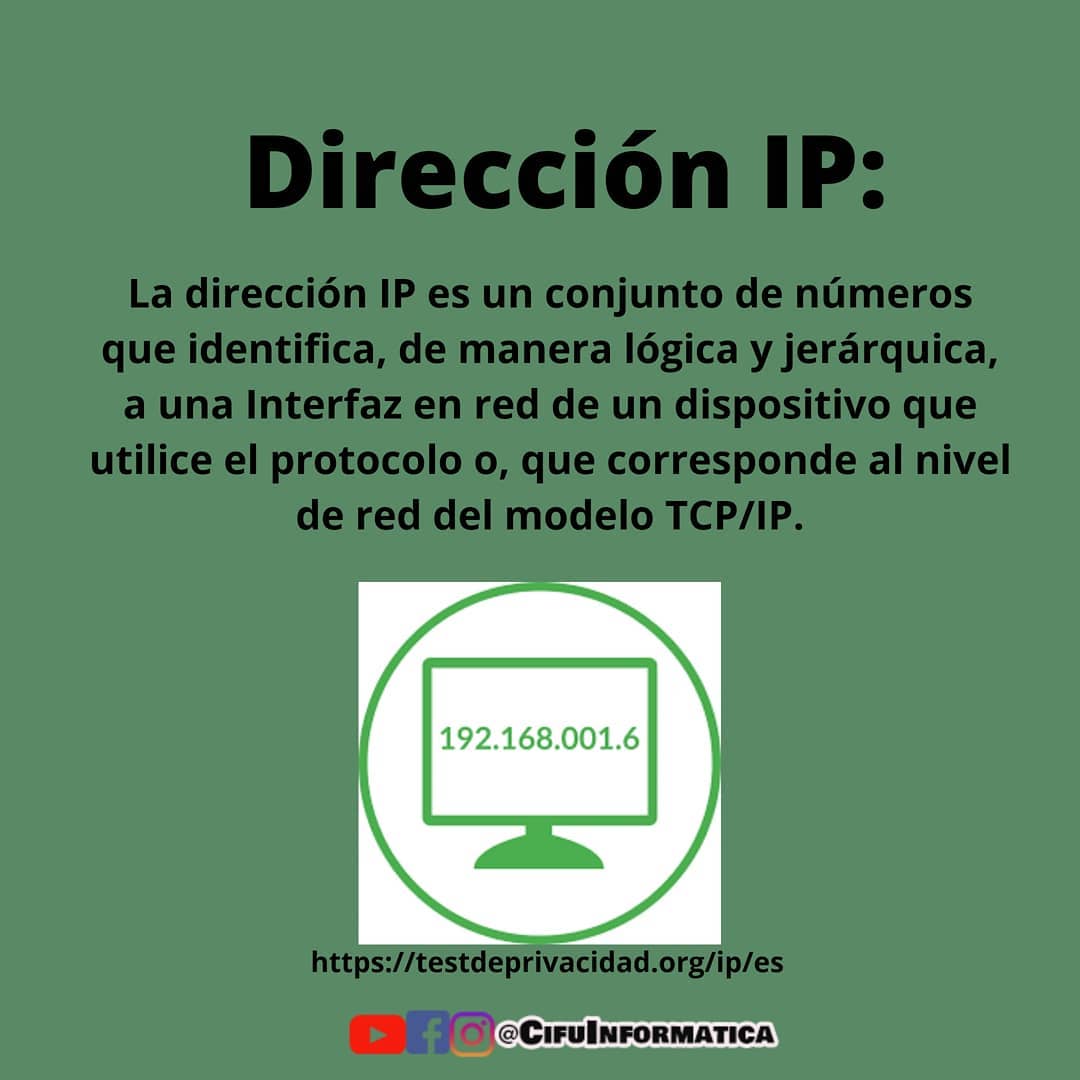 Dirección IP:
La dirección IP es un conjunto de números
que identifica, de manera lógica y jerárquica,
a una Interfaz en red de un dispositivo que
utilice el protocolo o, que corresponde al nivel
de red del modelo TCP/IP.
192.168.001.6
https://testdeprivacidad.org/ip/es
@CifuInformatica